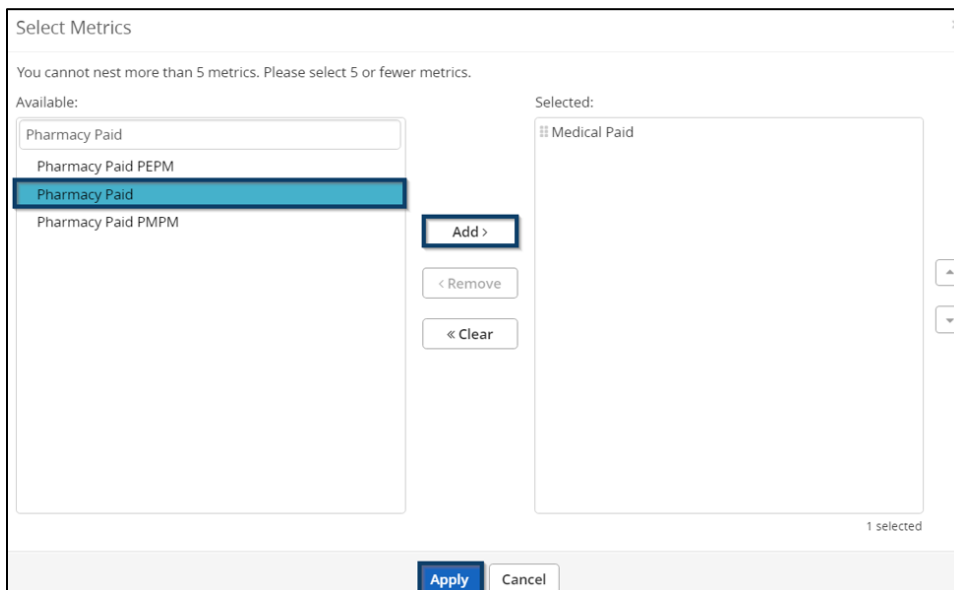 Select Metrics
You cannot nest more than 5 metrics. Please select 5 or fewer metrics.
Available:
Selected:
Pharmacy Paid
Medical Paid
Pharmacy Paid PEPM
Pharmacy Paid
Pharmacy Paid PMPM
Add >
< Remove
« Clear
1 selected
Apply
Cancel